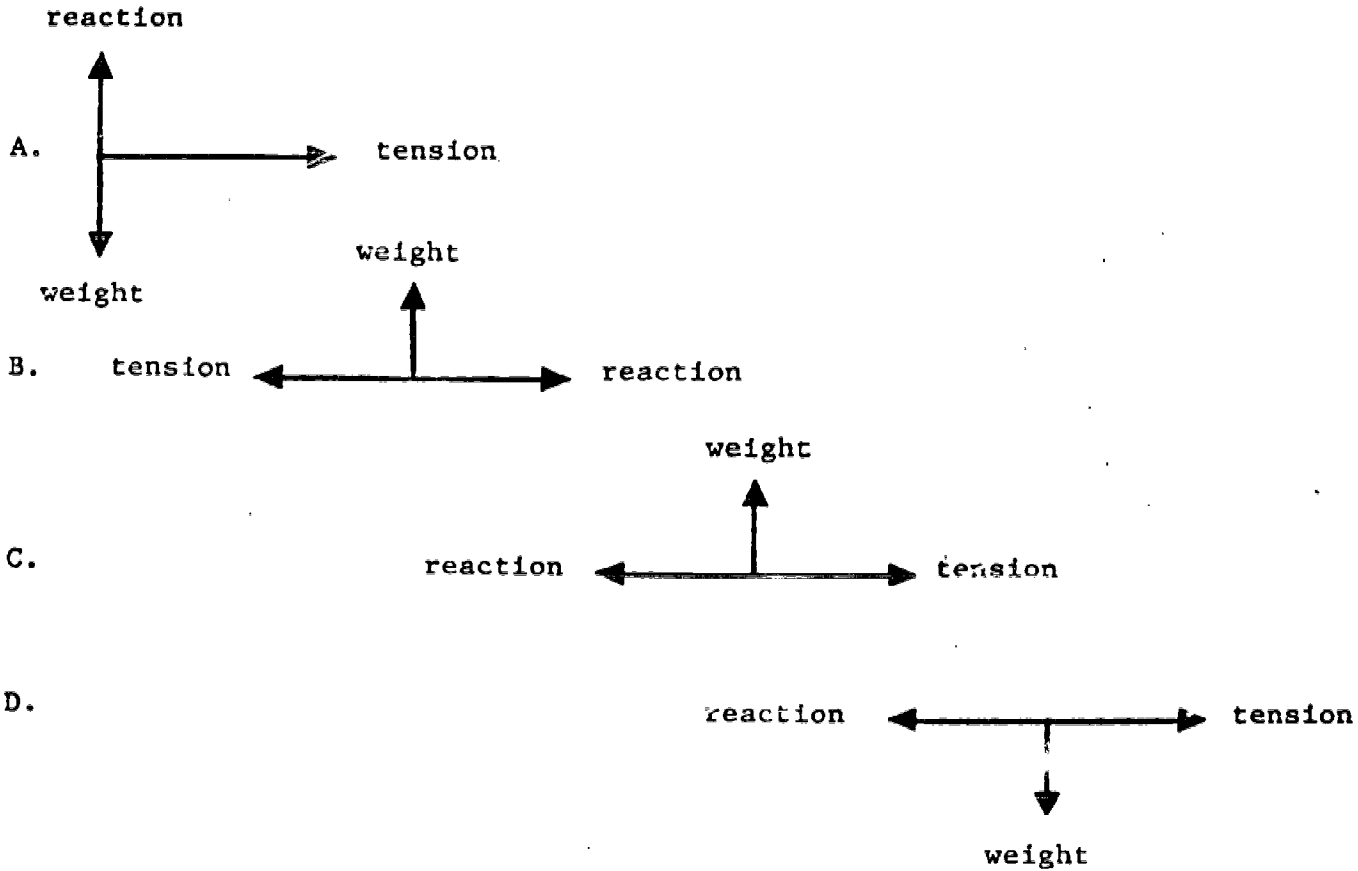 reaction
A. tension
weight
weight
B. tension reaction
weight
C. reaction tension
D. reaction tension
weight